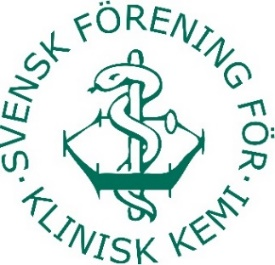 · SVENSK FÖRENING FÖR ·
KLINISK KEMI